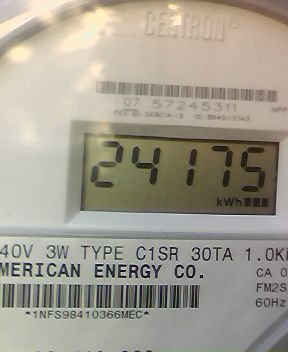 CENTRON®
07 57245311
24175
kWh
40V 3W TYPE C1SR 30TA 1.0K
MERICAN ENERGY CO.
CA 0
FM2S
60Hz
*1NFS98410366MEC*